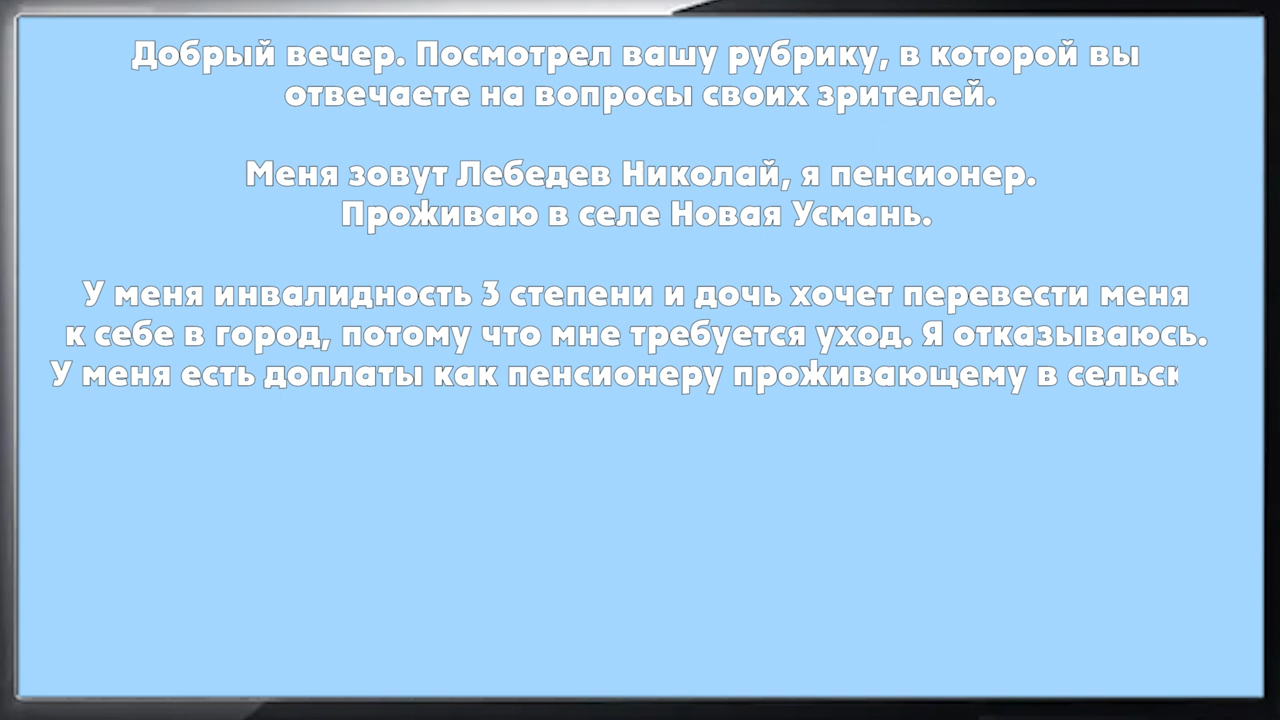 Добрый вечер. Посмотрел вашу рубрику, в которой вы
отвечаете на вопросы своих зрителей.
Меня зовут Лебедев Николай, я пенсионер.
Проживаю в селе Новая Усмань.
У меня инвалидность 3 степени и дочь хочет перевести меня
к себе в город, потому что мне требуется уход. Я отказываюсь.
У меня есть доплаты как пенсионеру проживающему в сельск